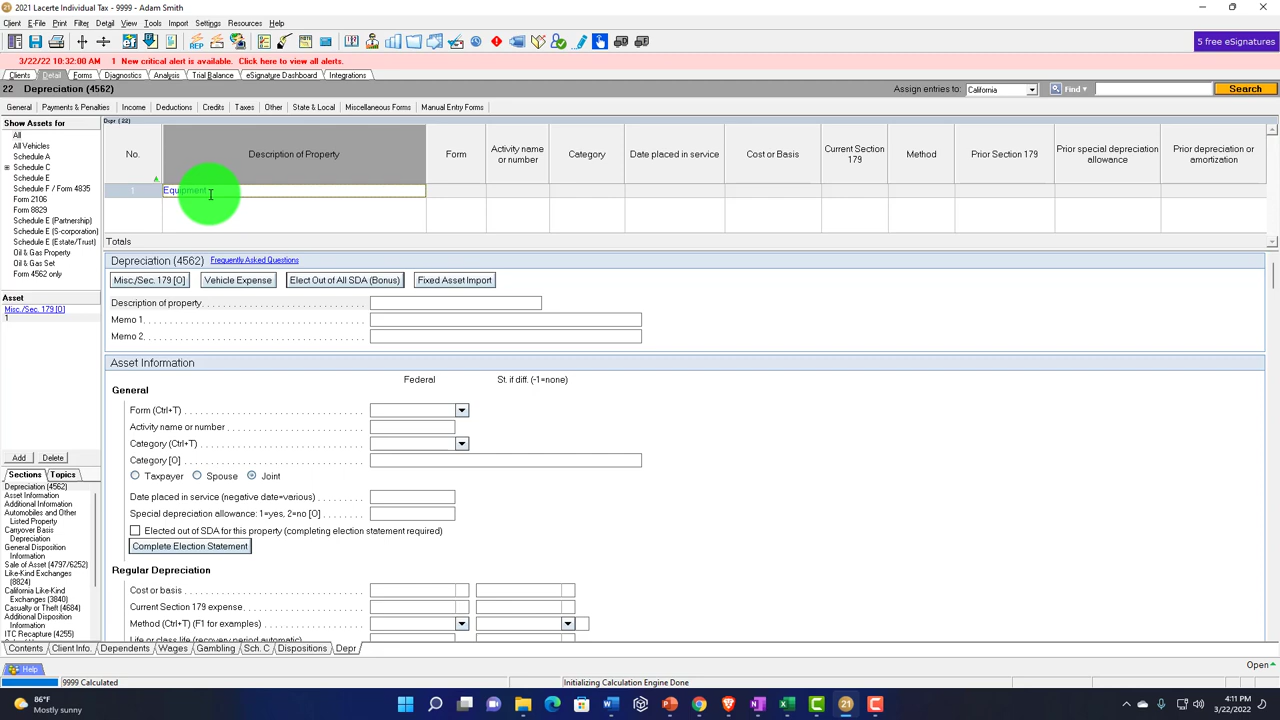 21 Lacerte Individual Tax - 9999 - Adam Smith
Client E-File Print Filter Detail View Tools Import Settings Resources Help
REP
5 free eSignatures
3/22/22 10:32:00 AM 1 New critical alert is available. Click here to view all alerts.
Clients Detail Forms Diagnostics Analysis Trial Balance eSignature Dashboard Integrations
22 Depreciation (4562) Assign entries to: California Find Search
General Payments & Penalties Income Deductions Credits Taxes Other State & Local Miscellaneous Forms Manual Entry Forms
Show Assets for
All
All Vehicles
Schedule A
Schedule C
Schedule E
Schedule F / Form 4835
Form 2106
Form 8829
Schedule E (Partnership)
Schedule E (S-corporation)
Schedule E (Estate/Trust)
Oil & Gas Property
Oil & Gas Set
Form 4562 only
Asset
Misc./Sec. 179 [O]
1
Add Delete
Sections Topics
Depreciation (4562)
Asset Information
Additional Information
Automobiles and Other
Listed Property
Carryover Basis
Depreciation
General Disposition
Information
Sale of Asset (4797/6252)
Like-Kind Exchanges
(8824)
California Like-Kind
Exchanges (3840)
Casualty or Theft (4684)
Additional Disposition
Information
ITC Recapture (4255)
Depr (22)
No. Description of Property Form Activity name or number Category Date placed in service Cost or Basis Current Section 179 Method Prior Section 179 Prior special depreciation allowance Prior depreciation or amortization
1 Equipment
Totals
Depreciation (4562) Frequently Asked Questions
Misc./Sec. 179 [O] Vehicle Expense Elect Out of All SDA (Bonus) Fixed Asset Import
Description of property
Memo 1
Memo 2
Asset Information
Federal St. if diff. (-1=none)
General
Form (Ctrl+T)
Activity name or number
Category (Ctrl+T)
Category [O]
Taxpayer Spouse Joint
Date placed in service (negative date=various)
Special depreciation allowance: 1=yes, 2=no [O]
Elected out of SDA for this property (completing election statement required)
Complete Election Statement
Regular Depreciation
Cost or basis
Current Section 179 expense
Method (Ctrl+T) (F1 for examples)
Life or class life (recovery period automatic)
Contents Client Info. Dependents Wages Gambling Sch. C Dispositions Depr
Help Open
9999 Calculated Initializing Calculation Engine Done
86°F
Mostly sunny
21
4:11 PM
3/22/2022